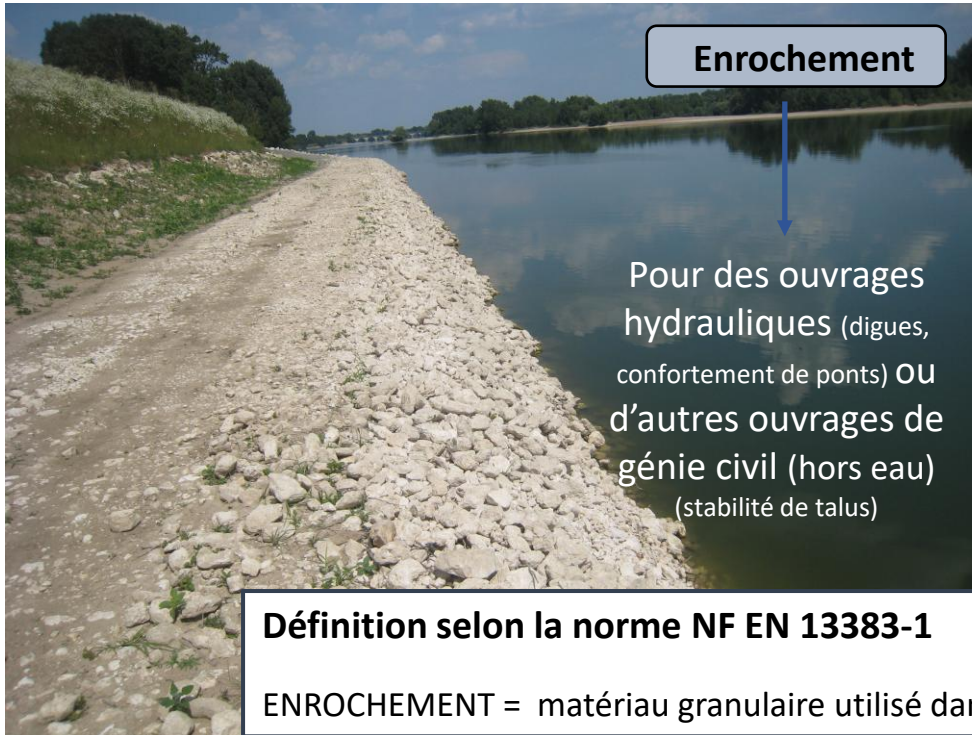 Enrochement
Pour des ouvrages
hydrauliques (digues,
confortement de ponts) ou
d'autres ouvrages de
génie civil (hors eau)
(stabilité de talus)
Définition selon la norme NF EN 13383-1
ENROCHEMENT = matériau granulaire utilisé